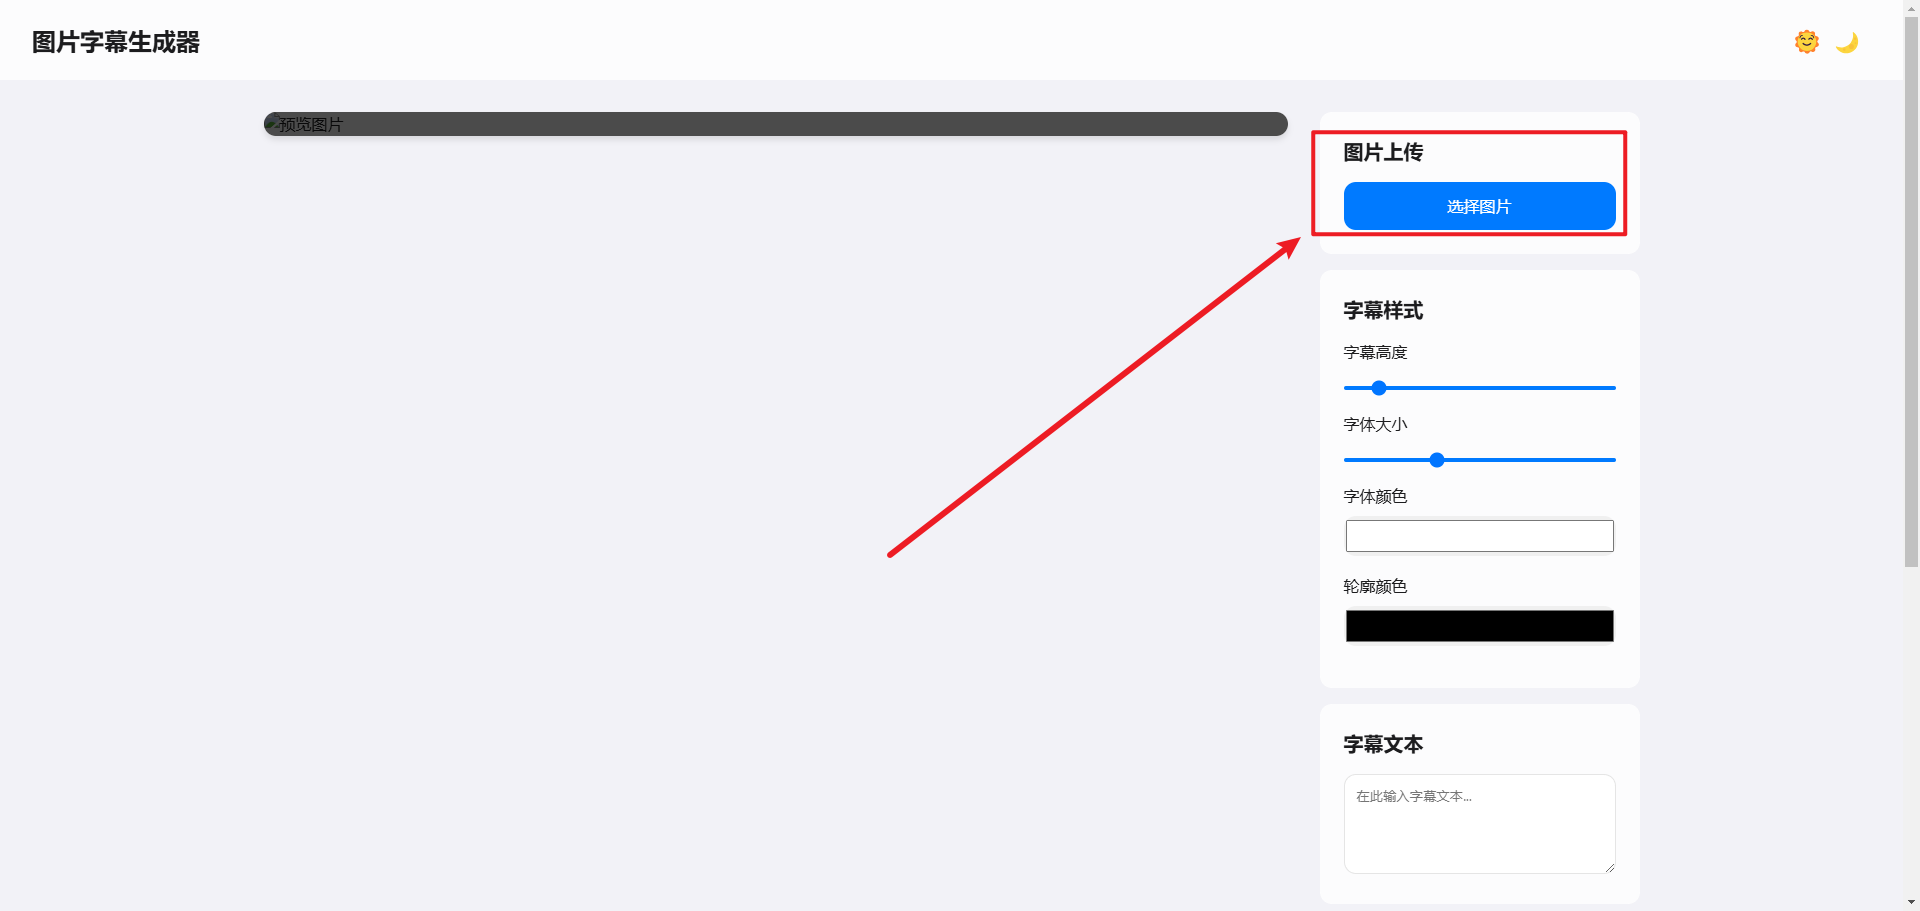 图片字幕生成器
预览图片
图片上传
选择图片
字幕样式
字幕高度
字体大小
字体颜色
轮廓颜色
字幕文本
在此输入字幕文本...